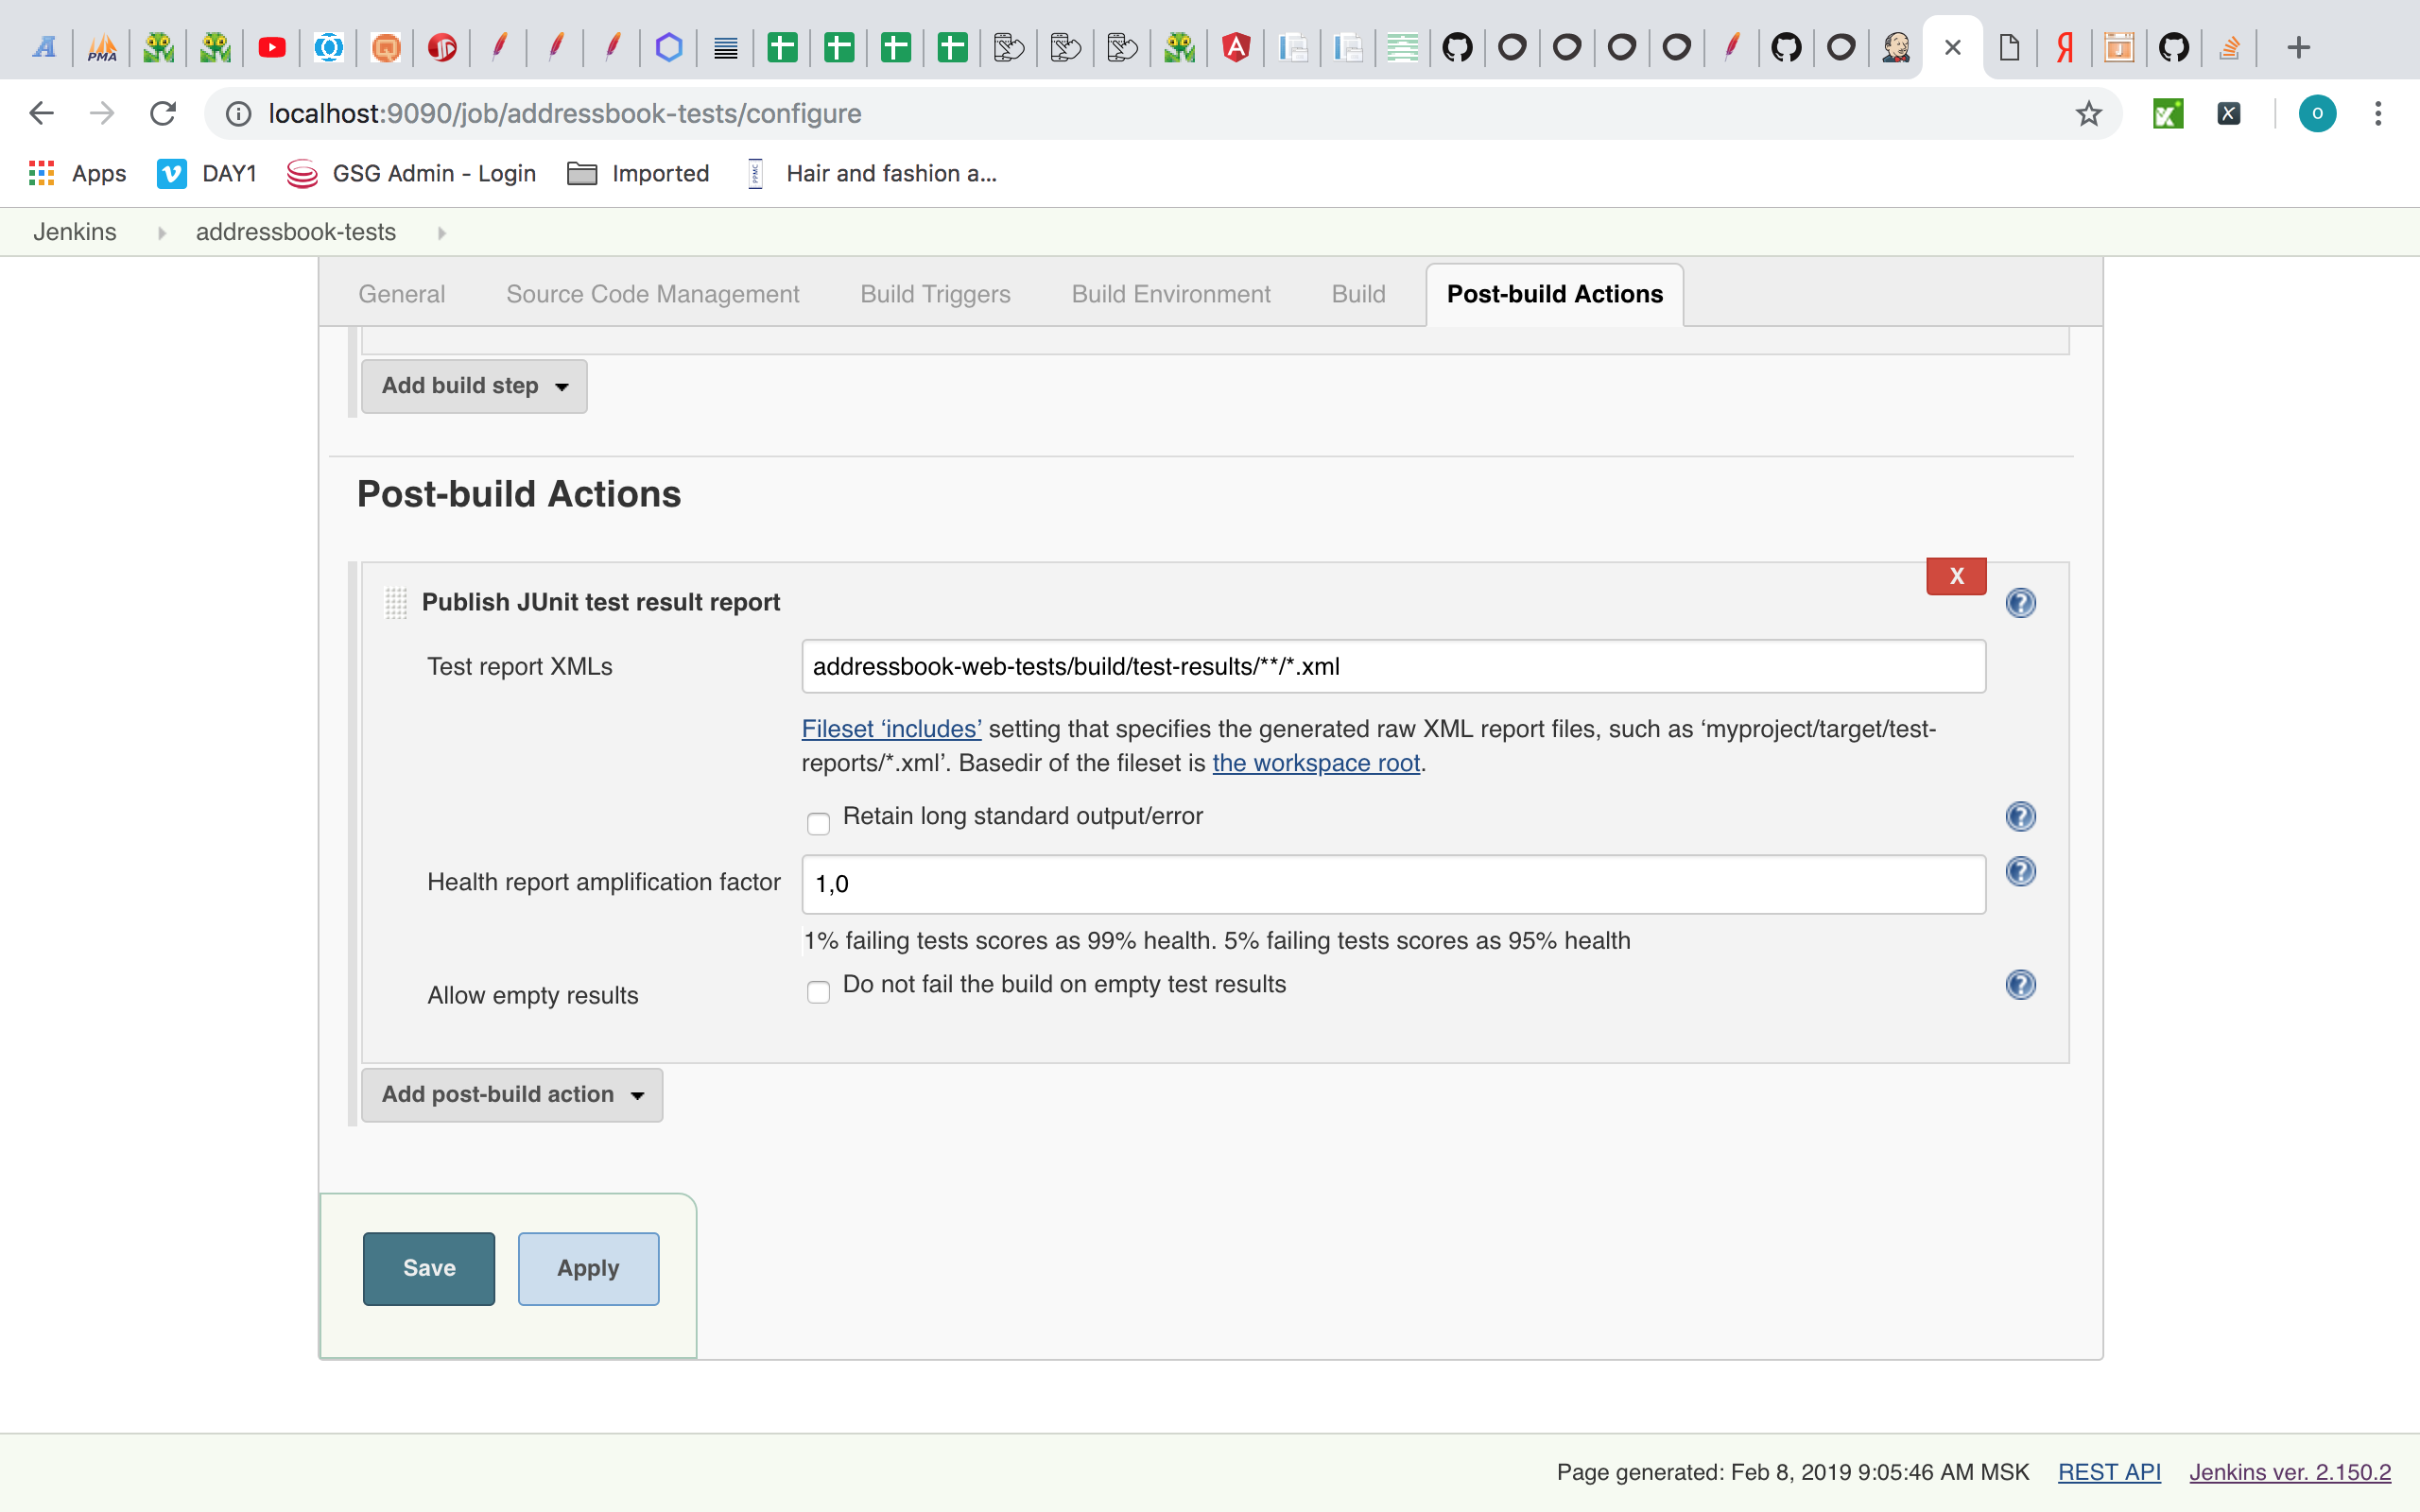 PMA
localhost:9090/job/addressbook-tests/configure
o
Apps
DAY1
GSG Admin - Login
Imported
PPMC
Hair and fashion a...
Jenkins
addressbook-tests
General
Source Code Management
Build Triggers
Build Environment
Build
Post-build Actions
Add build step
Post-build Actions
X
Publish JUnit test result report
?
Test report XMLs
addressbook-web-tests/build/test-results/**/*.xml
Fileset ‘includes’ setting that specifies the generated raw XML report files, such as ‘myproject/target/test-
reports/*.xml’. Basedir of the fileset is the workspace root.
Retain long standard output/error
?
Health report amplification factor
1,0
?
1% failing tests scores as 99% health. 5% failing tests scores as 95% health
Allow empty results
Do not fail the build on empty test results
?
Add post-build action
Save
Apply
Page generated: Feb 8, 2019 9:05:46 AM MSK
REST API
Jenkins ver. 2.150.2